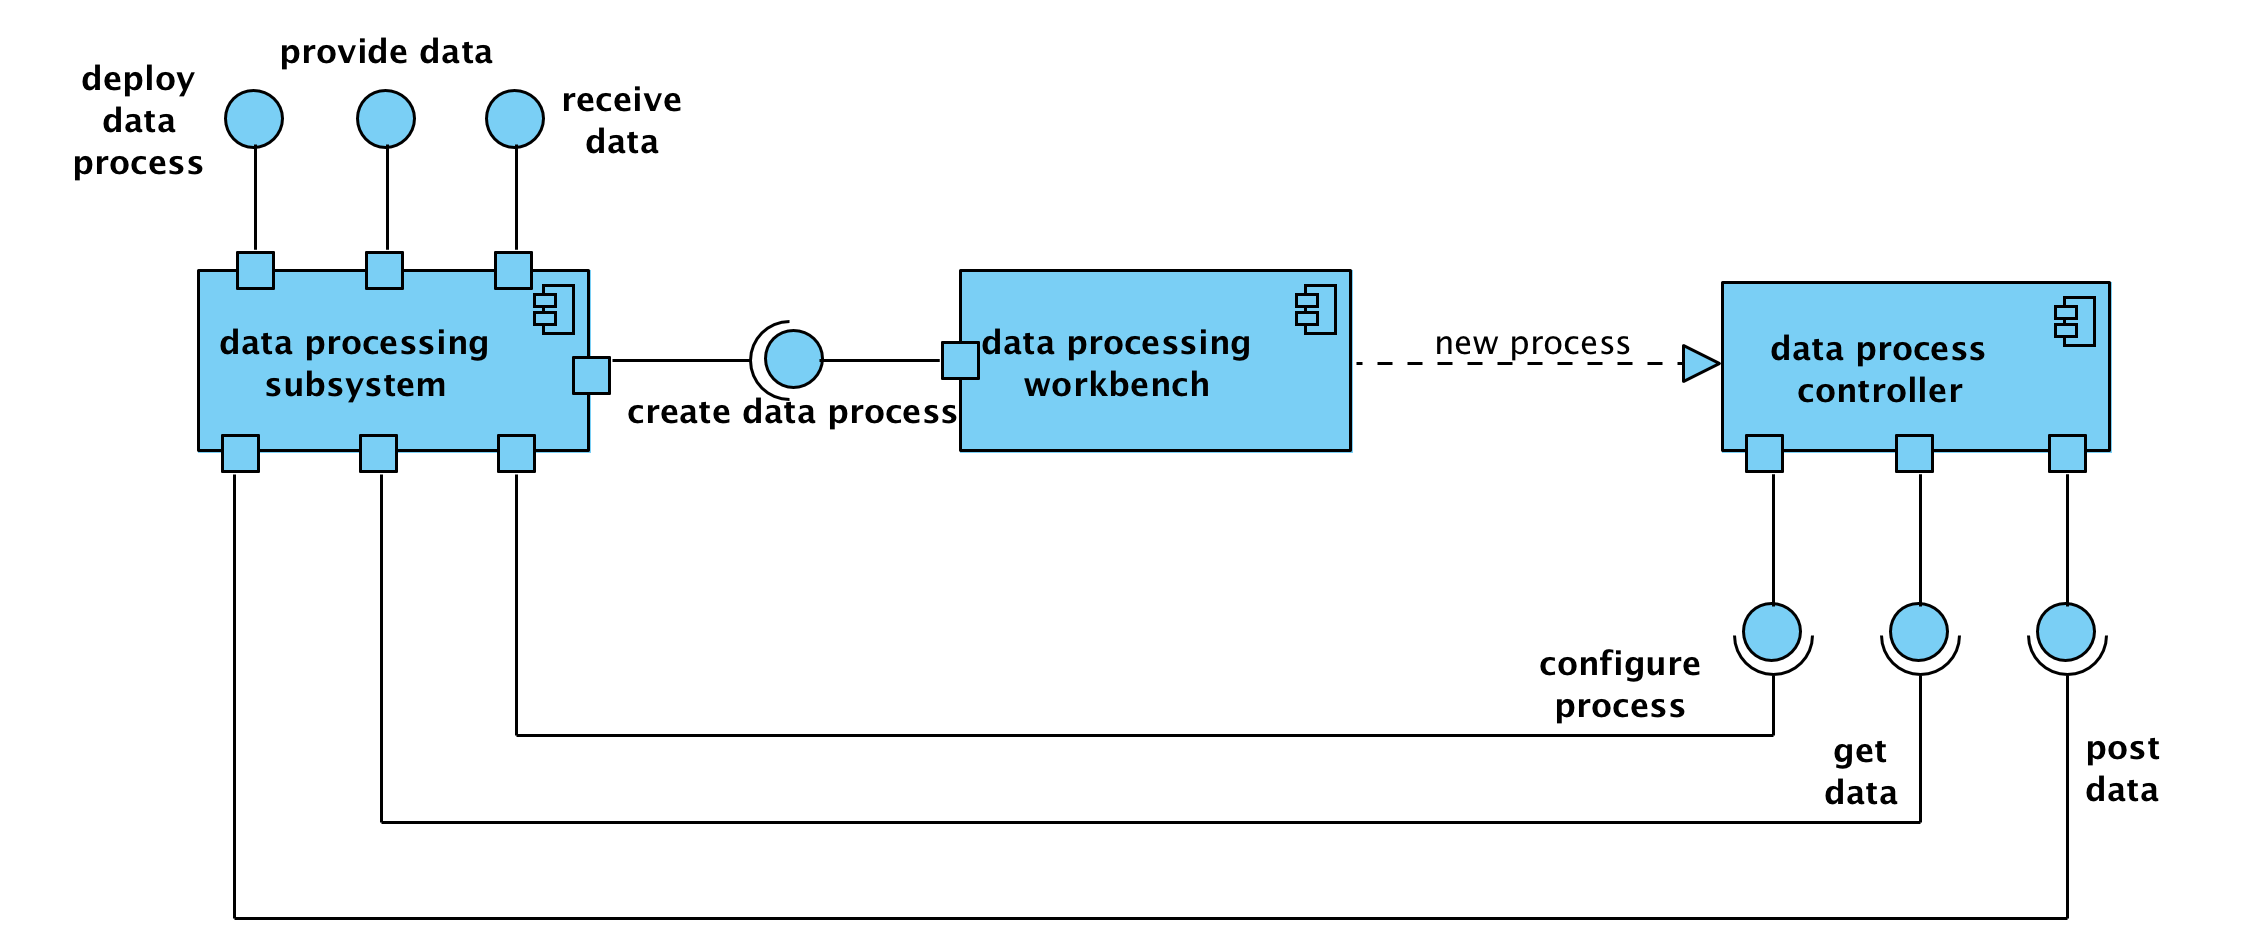 provide data
deploy
data
process
receive
data
data processing
subsystem
create data process
data processing
workbench
new process
data process
controller
configure
process
get
data
post
data